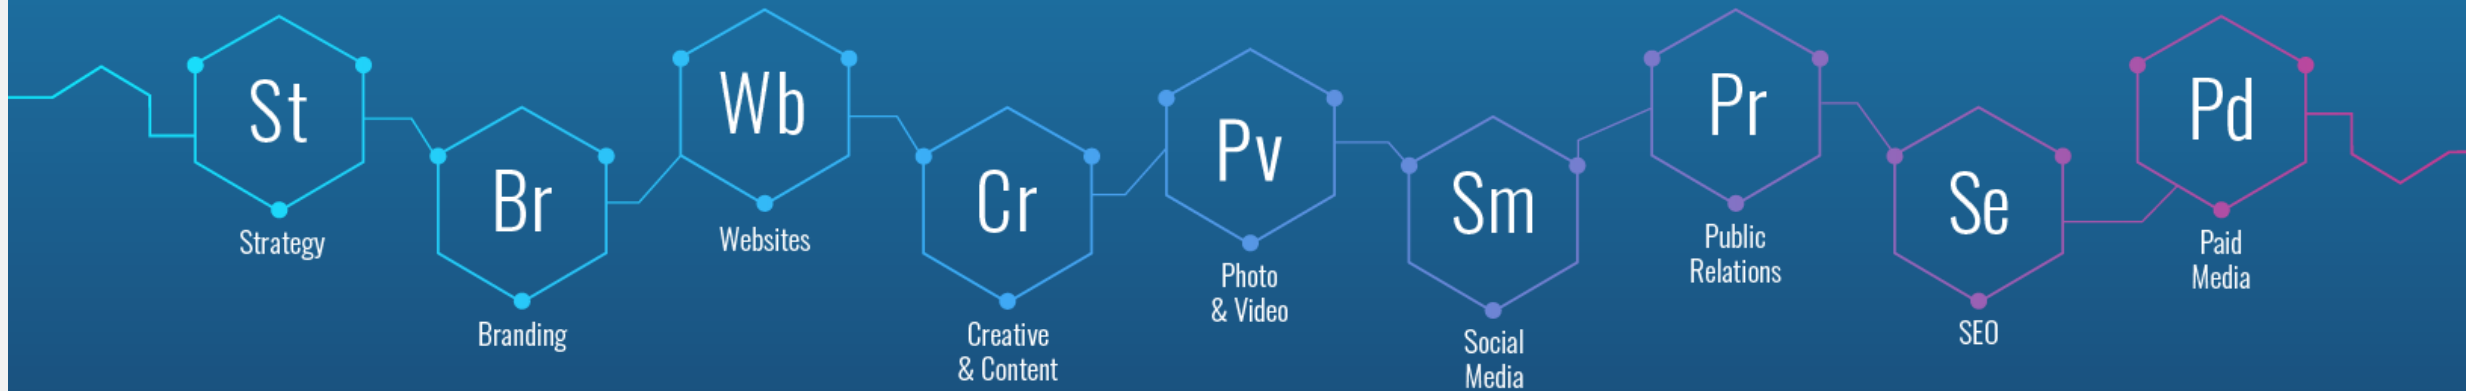 St
Strategy
Br
Branding
Wb
Websites
Cr
Creative
& Content
Pv
Photo
& Video
Sm
Social
Media
Pr
Public
Relations
Se
SEO
Pd
Paid
Media